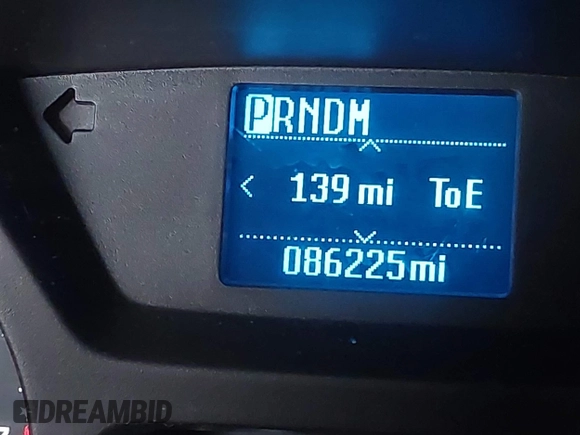 PRNDM
139 mi ToE
086225mi
DREAMBID